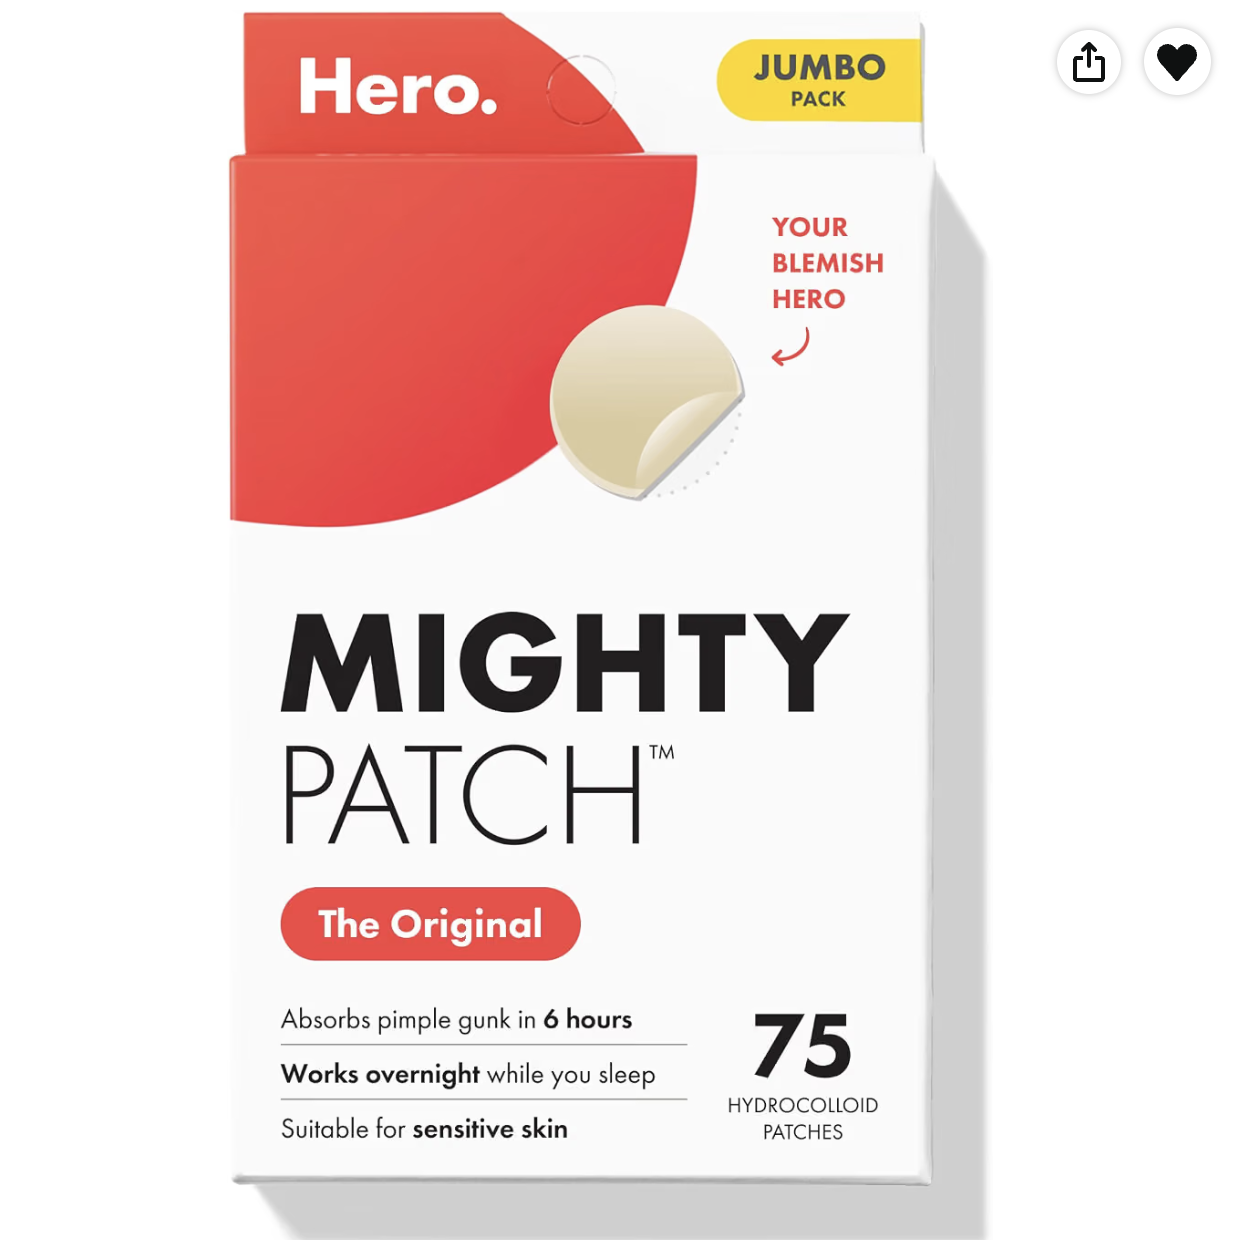 Hero.
JUMBO
PACK
YOUR
BLEMISH
HERO
MIGHTY
PATCH™
The Original
Absorbs pimple gunk in 6 hours
Works overnight while you sleep
Suitable for sensitive skin
75
HYDROCOLLOID
PATCHES